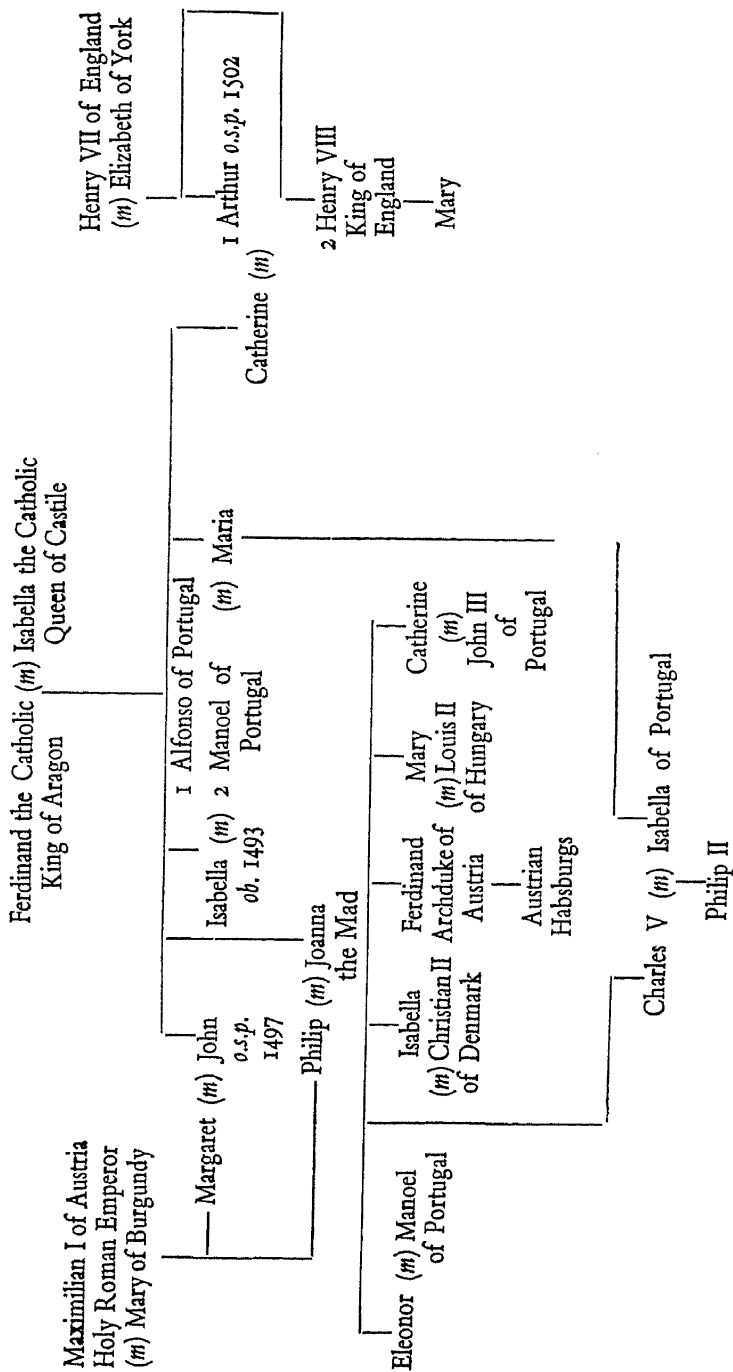 Ferdinand the Catholic (m) Isabella the Catholic
King of Aragon Queen of Castile
Maximilian I of Austria
Holy Roman Emperor
(m) Mary of Burgundy
Henry VII of England
(m) Elizabeth of York
Margaret (m) John
o.s.p.
1497
Philip (m) Joanna
the Mad
Isabella (m)
ob. 1493
1 Alfonso of Portugal
2 Manoel of
Portugal
(m) Maria
Catherine (m)
1 Arthur o.s.p. 1502
2 Henry VIII
King of
England
Mary
Eleonor (m) Manoel
of Portugal
Isabella
(m) Christian II
of Denmark
Ferdinand
Archduke of
Austria
Austrian
Habsburgs
Mary
(m) Louis II
of Hungary
Catherine
(m)
John III
of
Portugal
Charles V (m) Isabella of Portugal
Philip II